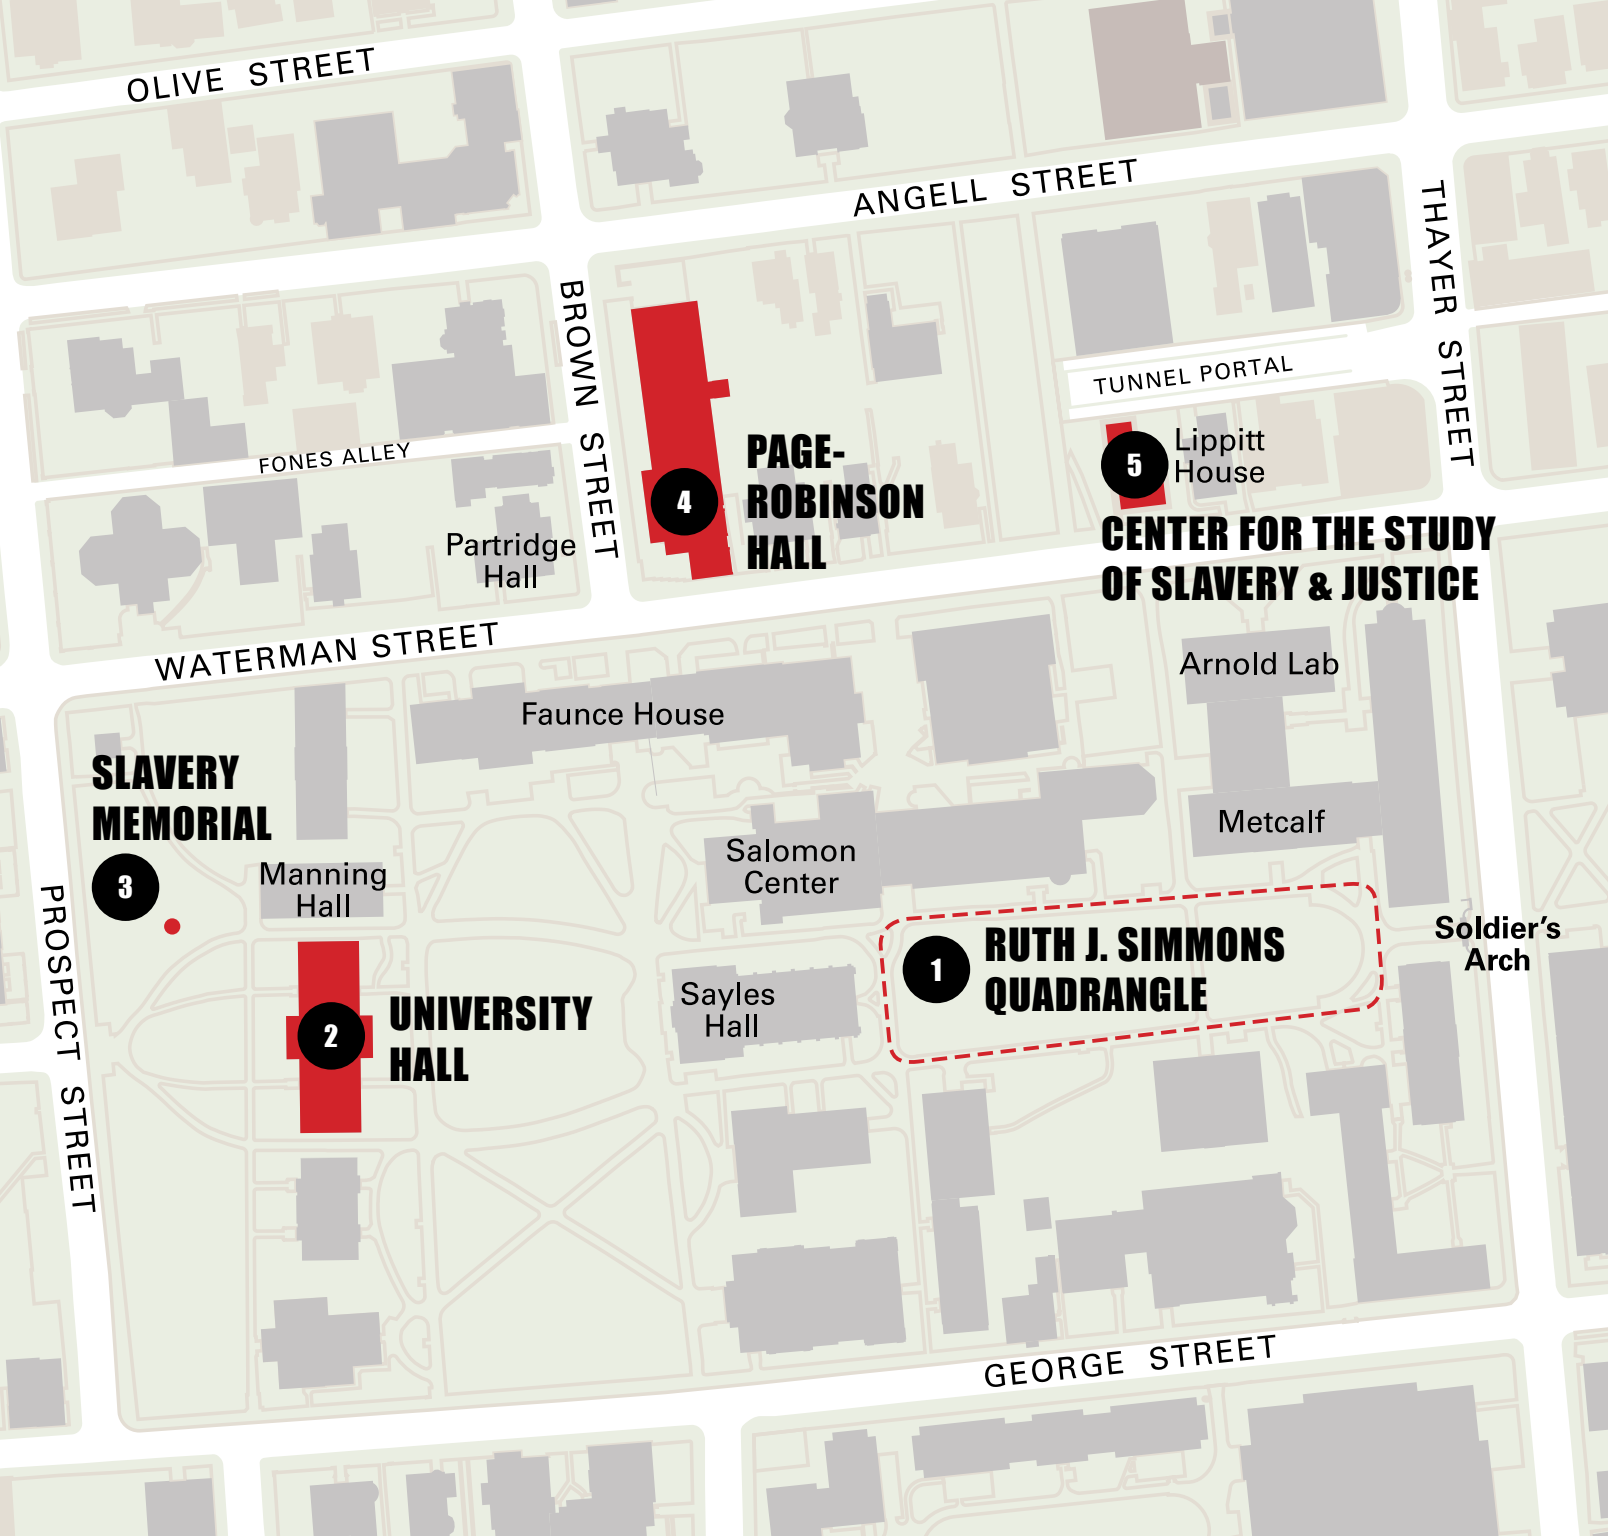 OLIVE STREET
ANGELL STREET
THAYER STREET
BROWN STREET
TUNNEL PORTAL
FONES ALLEY
PAGE-
ROBINSON
HALL
4
5
Lippitt
House
CENTER FOR THE STUDY
OF SLAVERY & JUSTICE
Partridge
Hall
WATERMAN STREET
Arnold Lab
Faunce House
SLAVERY
MEMORIAL
3
Manning
Hall
Salomon
Center
Metcalf
PROSPECT STREET
1
RUTH J. SIMMONS
QUADRANGLE
Soldier's
Arch
Sayles
Hall
2
UNIVERSITY
HALL
GEORGE STREET